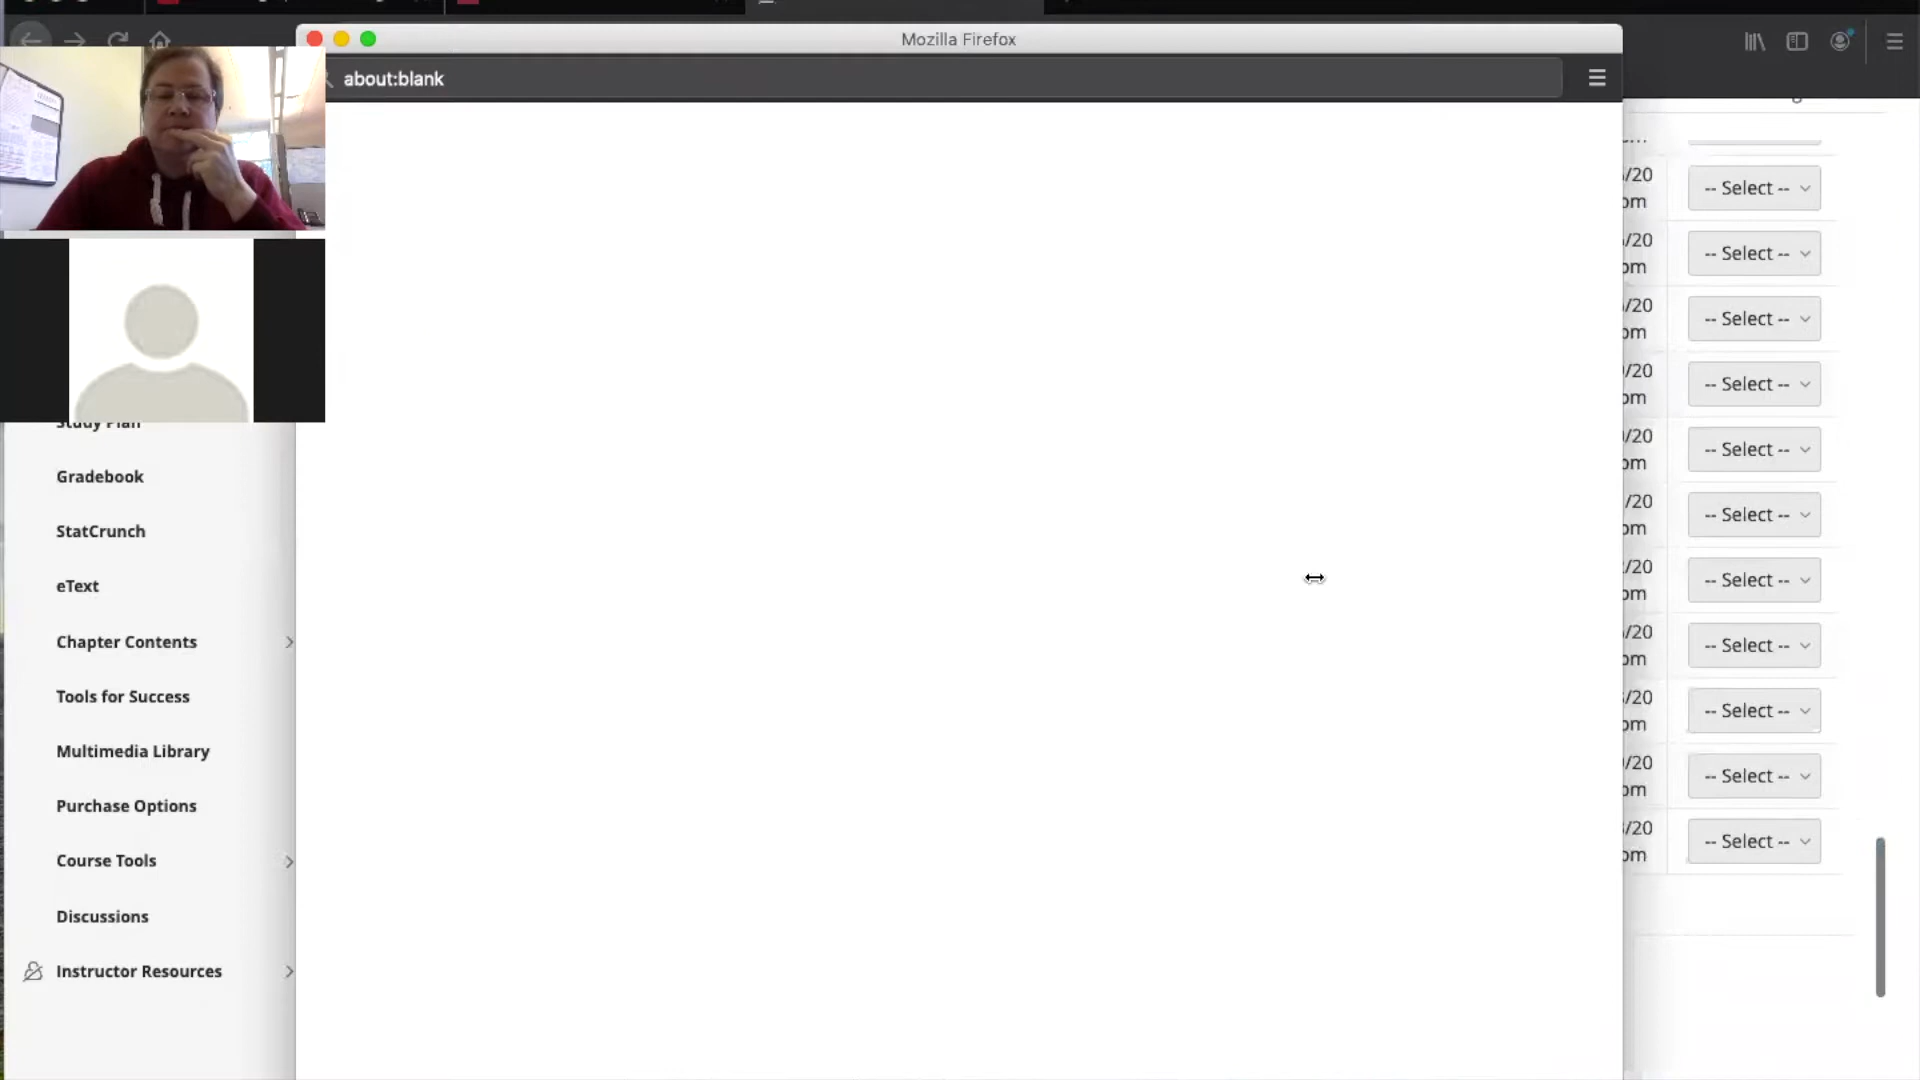 Mozilla Firefox
about:blank
Study Plan
Gradebook
StatCrunch
eText
Chapter Contents
Tools for Success
Multimedia Library
Purchase Options
Course Tools
Discussions
Instructor Resources
/20
pm
-- Select --
/20
pm
-- Select --
/20
pm
-- Select --
/20
pm
-- Select --
/20
pm
-- Select --
/20
pm
-- Select --
/20
pm
-- Select --
/20
pm
-- Select --
/20
pm
-- Select --
/20
pm
-- Select --
/20
pm
-- Select --